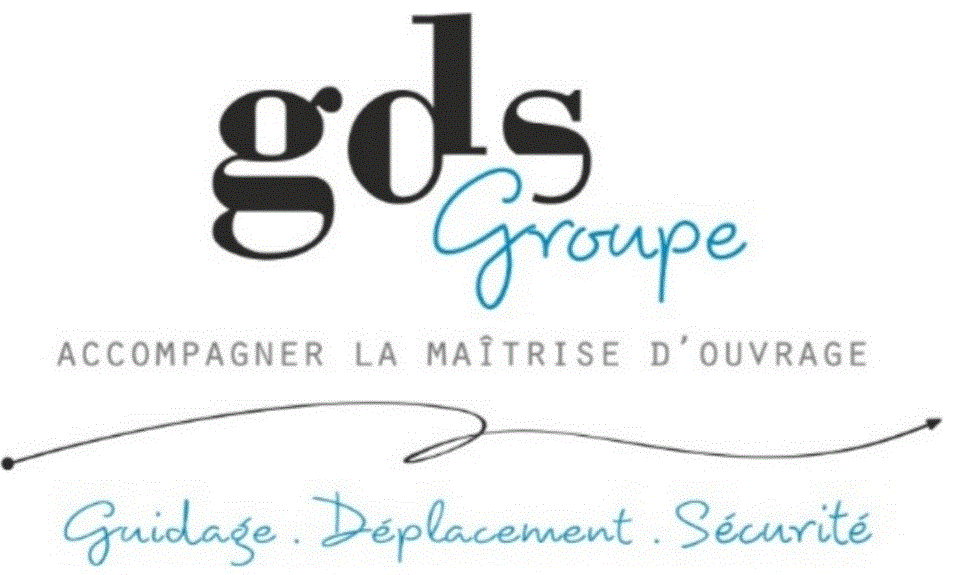 gds
Groupe
ACCOMPAGNER LA MAÎTRISE D'OUVRAGE
Guidage . Déplacement . Sécurité